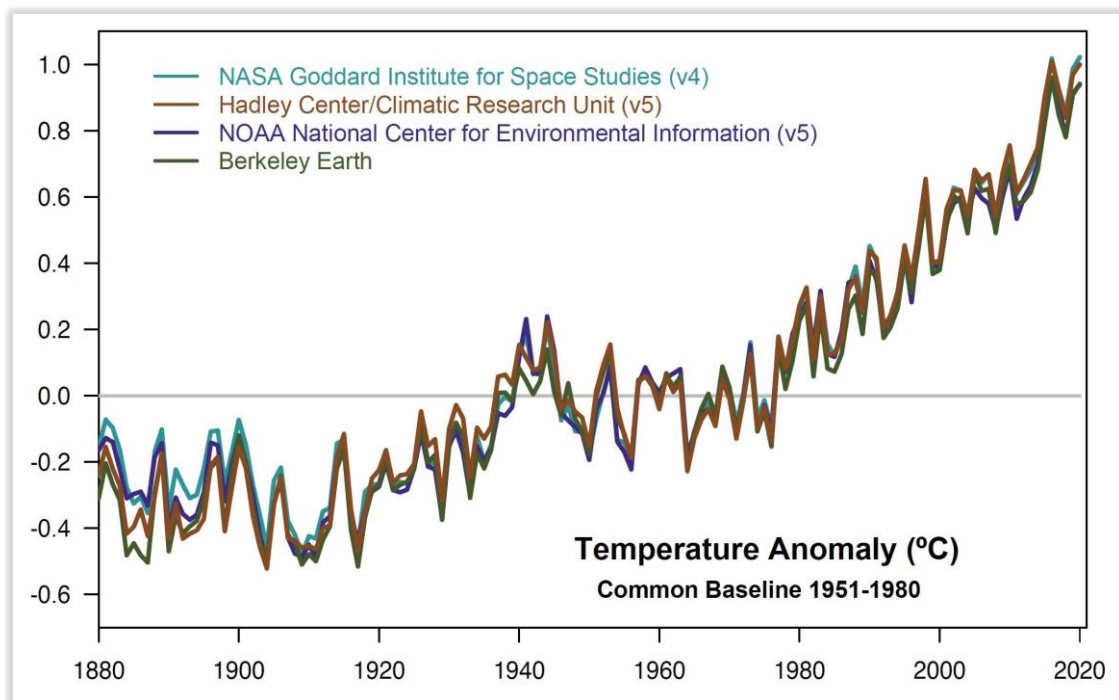 1.0
0.8
0.6
0.4
0.2
0.0
-0.2
-0.4
-0.6
NASA Goddard Institute for Space Studies (v4)
Hadley Center/Climatic Research Unit (v5)
NOAA National Center for Environmental Information (v5)
Berkeley Earth
Temperature Anomaly (ºC)
Common Baseline 1951-1980
1880 1900 1920 1940 1960 1980 2000 2020